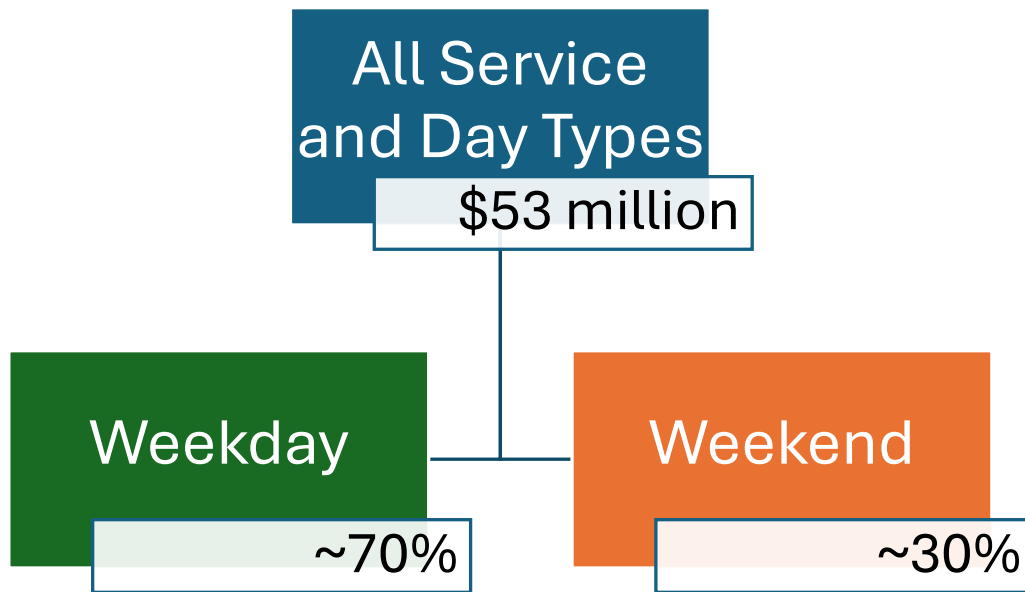 All Service
and Day Types
$53 million
Weekday
~70%
Weekend
~30%